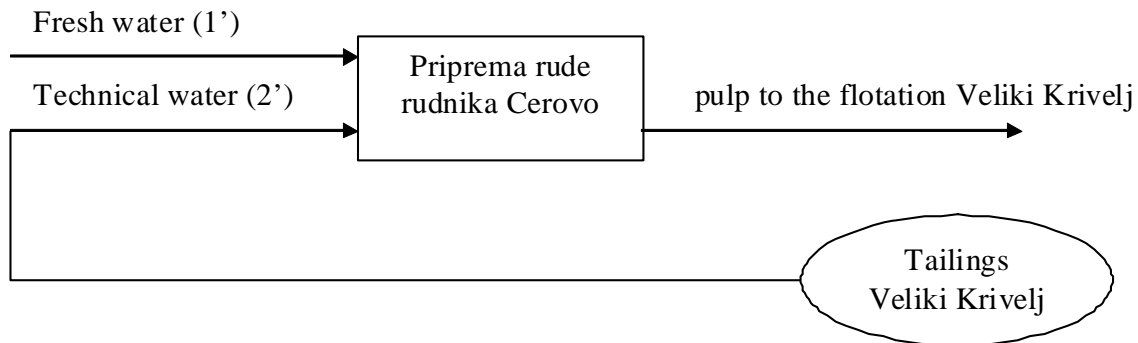 Fresh water (1’)
Technical water (2’)
Priprema rude
rudnika Cerovo
pulp to the flotation Veliki Krivelj
Tailings
Veliki Krivelj